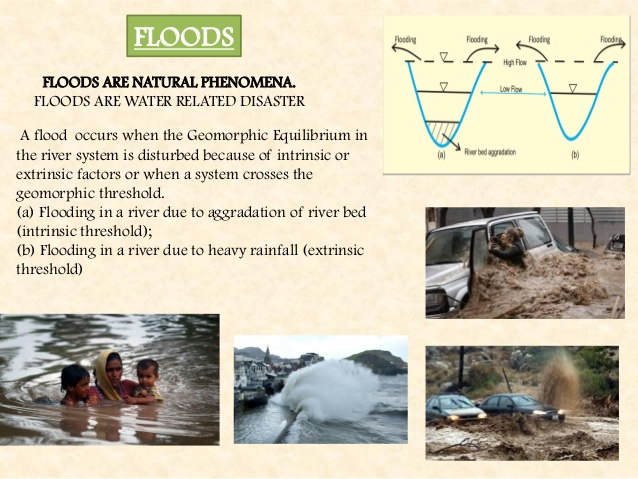 FLOODS
FLOODS ARE NATURAL PHENOMENA.
FLOODS ARE WATER RELATED DISASTER
A flood occurs when the Geomorphic Equilibrium in
the river system is disturbed because of intrinsic or
extrinsic factors or when a system crosses the
geomorphic threshold.
(a) Flooding in a river due to aggradation of river bed
(intrinsic threshold);
(b) Flooding in a river due to heavy rainfall (extrinsic
threshold)
Flooding Flooding Flooding Flooding
High Flow
Low Flow
River bed aggradation
(a) (b)